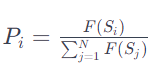 $P_i = \frac{F(S_i)}{\sum_{j=1}^{N} F(S_j)}$